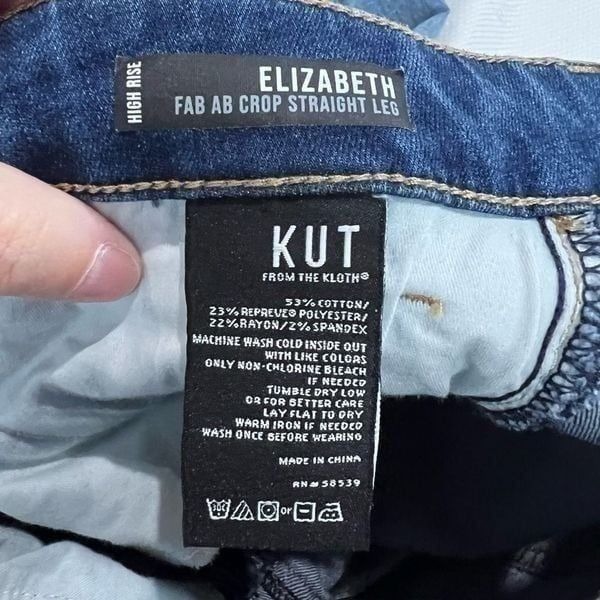 HIGH RISE
ELIZABETH
FAB AB CROP STRAIGHT LEG
KUT
FROM THE KLOTH®
53% COTTON/
23% REPREVE® POLYESTER/
22% RAYON/2% SPANDEX
MACHINE WASH COLD INSIDE OUT
WITH LIKE COLORS
ONLY NON-CHLORINE BLEACH
IF NEEDED
TUMBLE DRY LOW
OR FOR BETTER CARE
LAY FLAT TO DRY
WARM IRON IF NEEDED
WASH ONCE BEFORE WEARING
MADE IN CHINA
RN# 58539
or